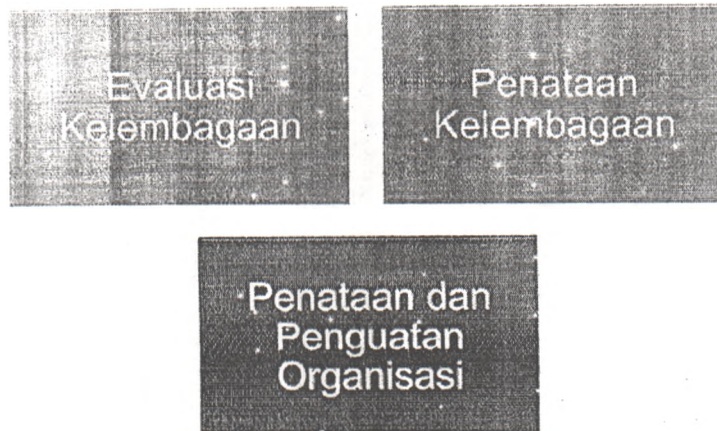 Evaluasi
Kelembagaan
Penataan
Kelembagaan
Penataan dan
Penguatan
Organisasi